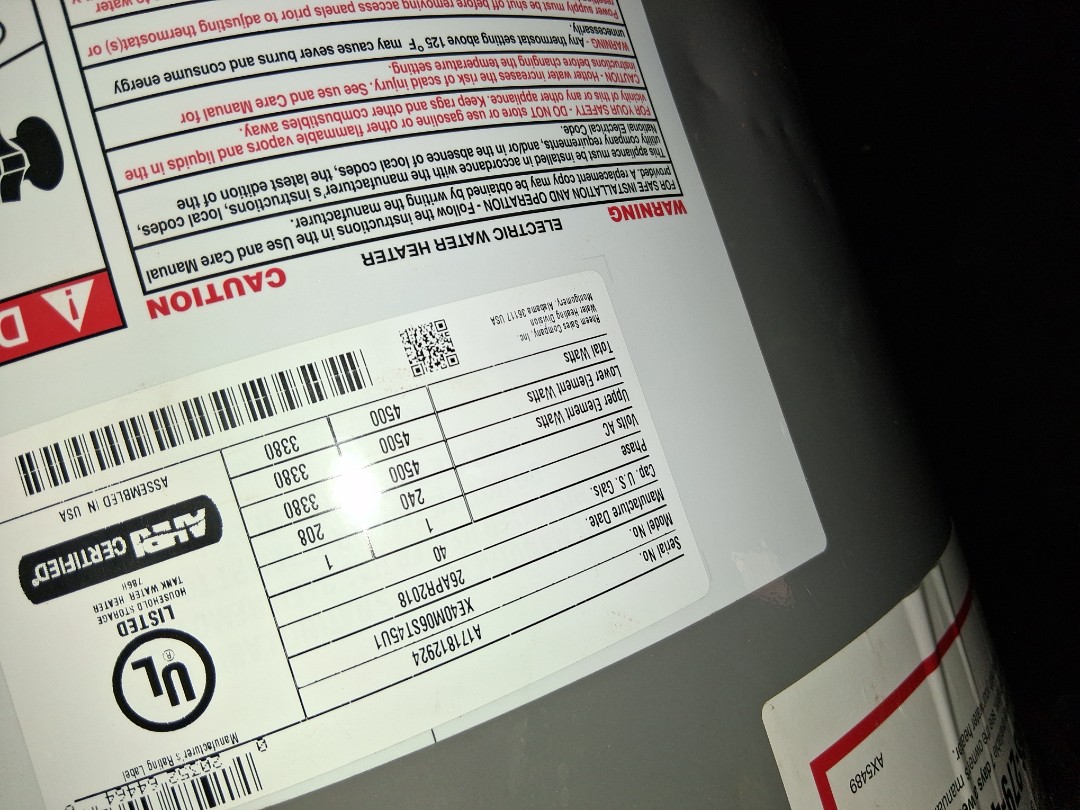 Manufacturer's Rating Label
Serial No. A171812924
Model No. XE40M06ST45U1
Manufacture Date. 26APR2018
Cap. U.S. Gals. 40
Phase 1 1
Volts AC 240 208
Upper Element Watts 4500 3380
Lower Element Watts 4500 3380
Total Watts 4500 3380
UL
®
LISTED
HOUSEHOLD STORAGE
TANK WATER HEATER
786H
CERTIFIED®
ASSEMBLED IN USA
Rheem Sales Company, Inc.
Water Heating Division
Montgomery, Alabama 36117 USA
ELECTRIC WATER HEATER
WARNING
CAUTION
FOR SAFE INSTALLATION AND OPERATION - Follow the instructions in the Use and Care Manual
provided. A replacement copy may be obtained by writing the manufacturer.
This appliance must be installed in accordance with the manufacturer's instructions, local codes,
utility company requirements, and/or in the absence of local codes, the latest edition of the
National Electrical Code.
FOR YOUR SAFETY - DO NOT store or use gasoline or other flammable vapors and liquids in the
vicinity of this or any other appliance. Keep rags and other combustibles away.
CAUTION - Hotter water increases the risk of scald injury. See use and Care Manual for
instructions before changing the temperature setting.
WARNING - Any thermostat setting above 125°F may cause sever burns and consume energy
unnecessarily.
Power supply must be shut off before removing access panels prior to adjusting thermostat(s) or
D
AX5489